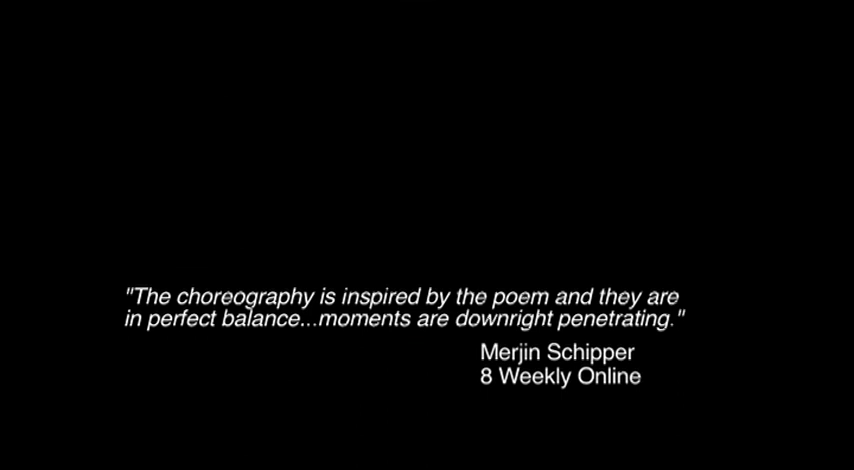 "The choreography is inspired by the poem and they are
in perfect balance...moments are downright penetrating."
Merjin Schipper
8 Weekly Online